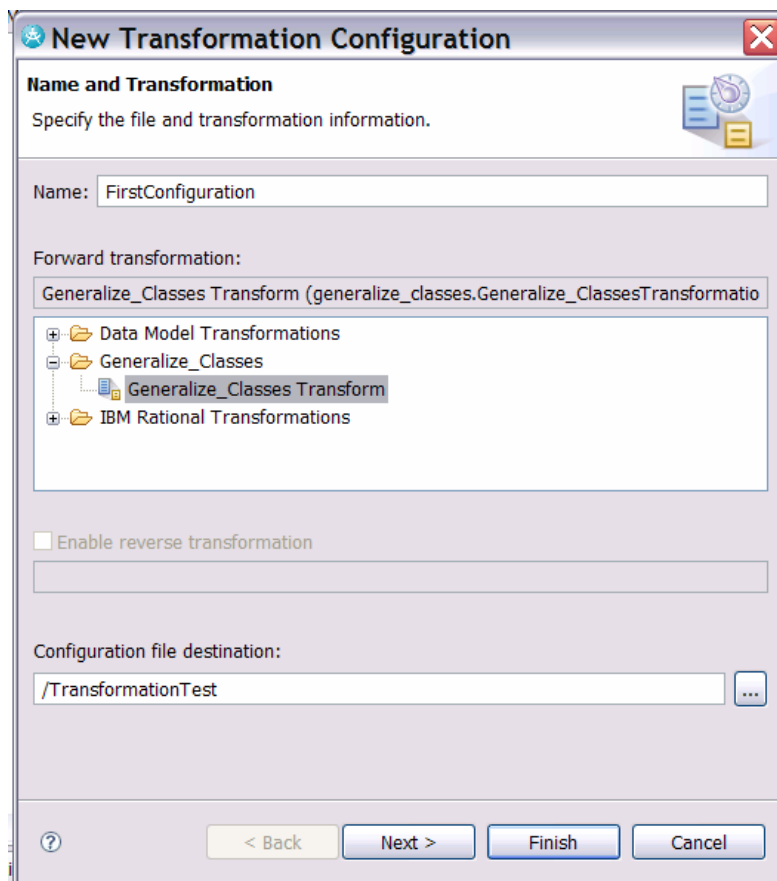 New Transformation Configuration
Name and Transformation
Specify the file and transformation information.
Name: FirstConfiguration
Forward transformation:
Generalize_Classes Transform (generalize_classes.Generalize_ClassesTransformatio
Data Model Transformations
Generalize_Classes
Generalize_Classes Transform
IBM Rational Transformations
Enable reverse transformation
Configuration file destination:
/TransformationTest
...
? < Back Next > Finish Cancel